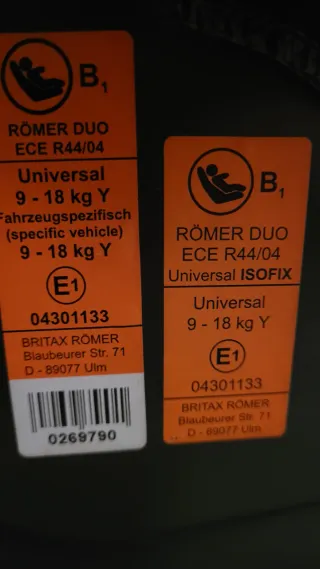 B1
RÖMER DUO
ECE R44/04
Universal
9 - 18 kg Y
Fahrzeugspezifisch
(specific vehicle)
9 - 18 kg Y
E1
04301133
BRITAX RÖMER
Blaubeurer Str. 71
D - 89077 Ulm
0269790
B1
RÖMER DUO
ECE R44/04
Universal ISOFIX
Universal
9 - 18 kg Y
E1
04301133
BRITAX RÖMER
Blaubeurer Str. 71
D - 89077 Ulm